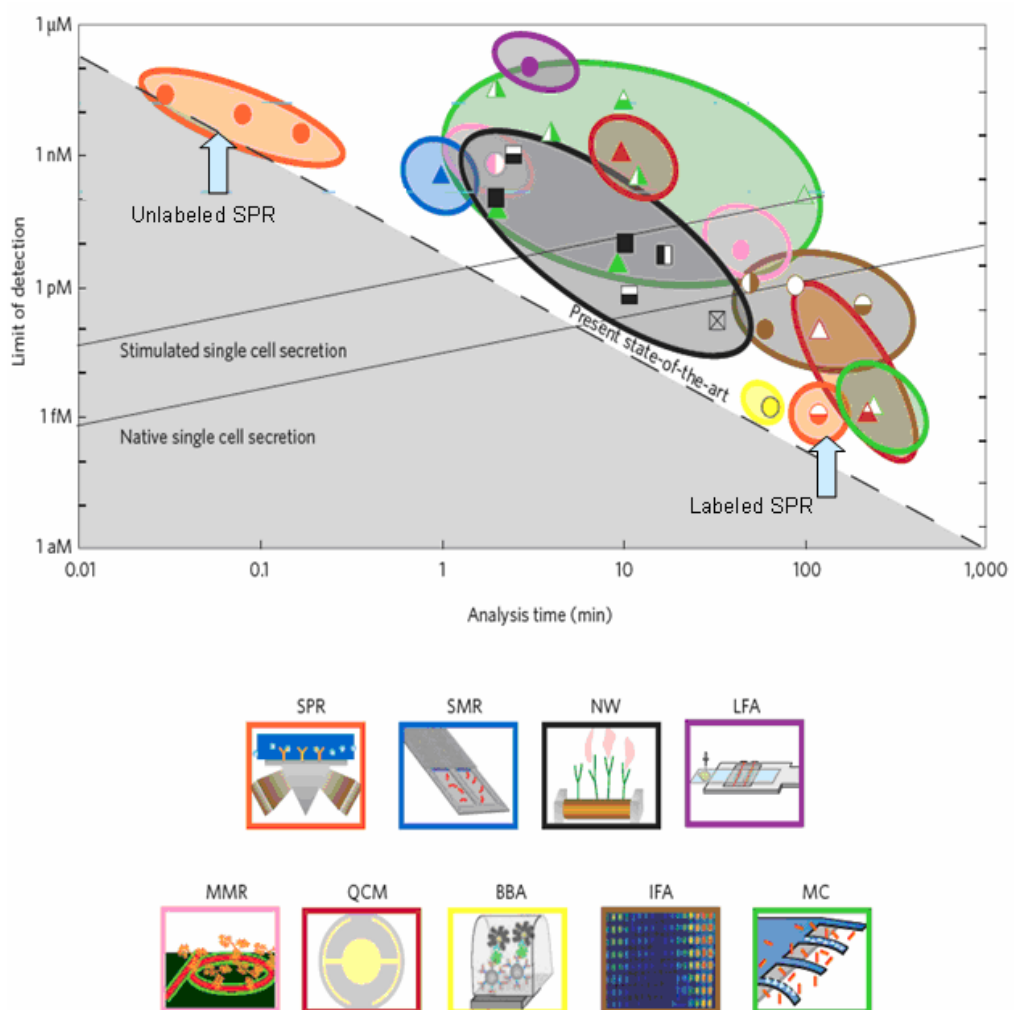 1 μM
1 nM
1 pM
1 fM
1 aM
Limit of detection
Unlabeled SPR
Stimulated single cell secretion
Native single cell secretion
Present state-of-the-art
Labeled SPR
0.01 0.1 1 10 100 1,000
Analysis time (min)
SPR SMR NW LFA
MMR QCM BBA IFA MC